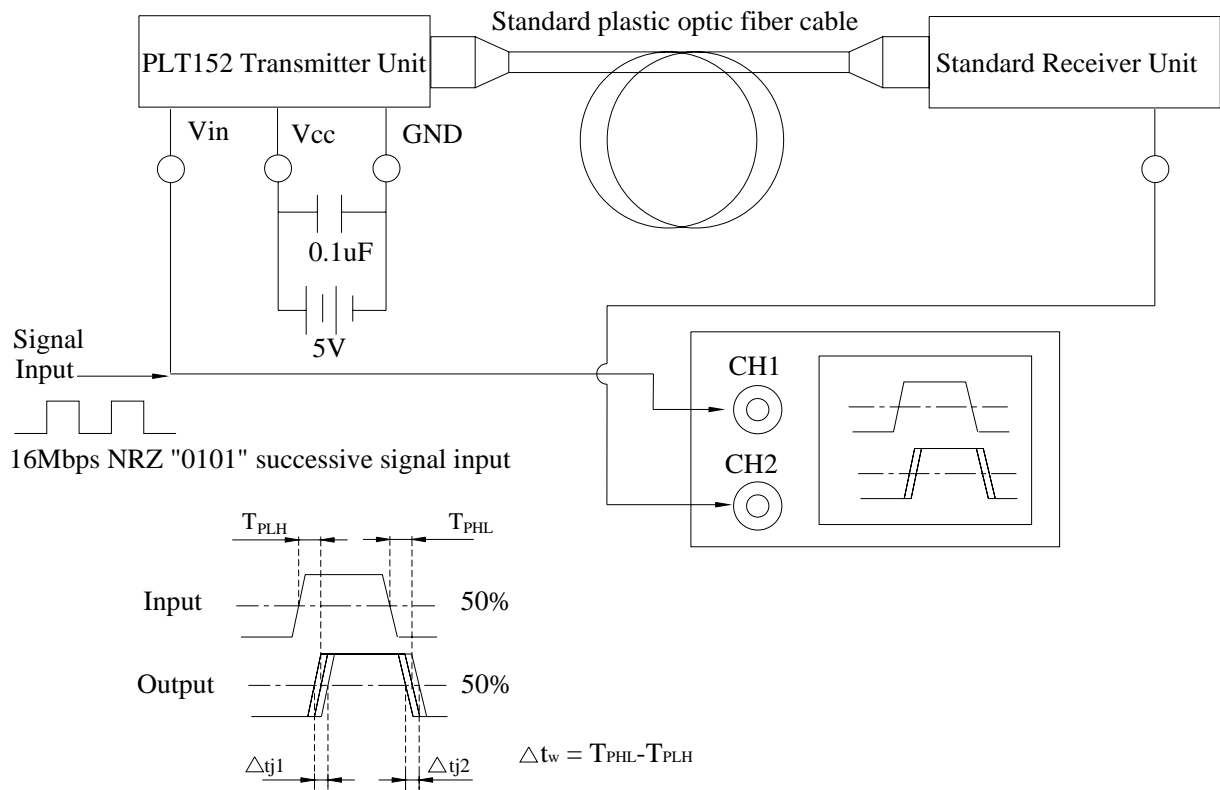 Standard plastic optic fiber cable
PLT152 Transmitter Unit
Standard Receiver Unit
Vin
Vcc
GND
0.1uF
5V
Signal
Input
CH1
CH2
16Mbps NRZ "0101" successive signal input
TPLH
TPHL
Input
50%
Output
50%
△tj1
△tj2
△tw = TPHL-TPLH